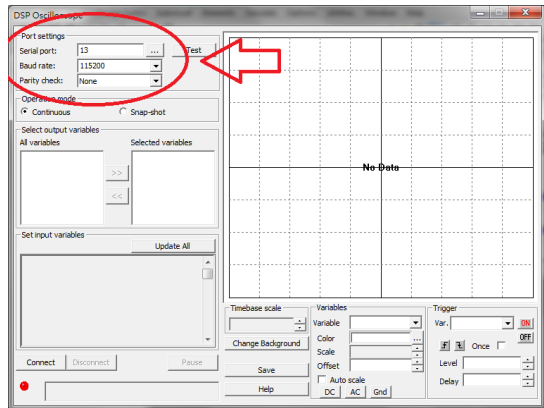 DSP Oscilloscope
Port settings
Serial port: 13 ... Test
Baud rate: 115200
Parity check: None
Operation mode
Continuous Snap-shot
Select output variables
All variables Selected variables
>>
<<
No Data
Set input variables
Update All
Timebase scale
Change Background
Save
Help
Variables
Variable
Color ...
Scale
Offset
Auto scale
DC AC Gnd
Trigger
Var. ON
OFF
Once
Level
Delay
Connect Disconnect Pause